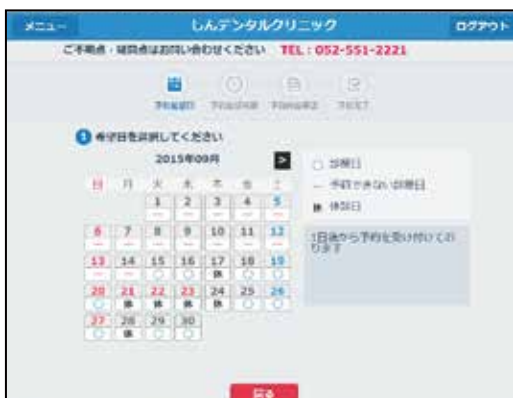 メニュー しんデンタルクリニック ログアウト
ご不明点・疑問点はお問い合わせください TEL：052-551-2221
1 希望日を選択してください
2015年09月 >
日 月 火 水 木 金 土
1 2 3 4 5
6 7 8 9 10 11 12
13 14 15 16 17 18 19
休
20 21 22 23 24 25 26
休 休 休 休
27 28 29 30
休
○ 診療日
— 予約できない診療日
休 休診日
1日後から予約を受け付けております
戻る